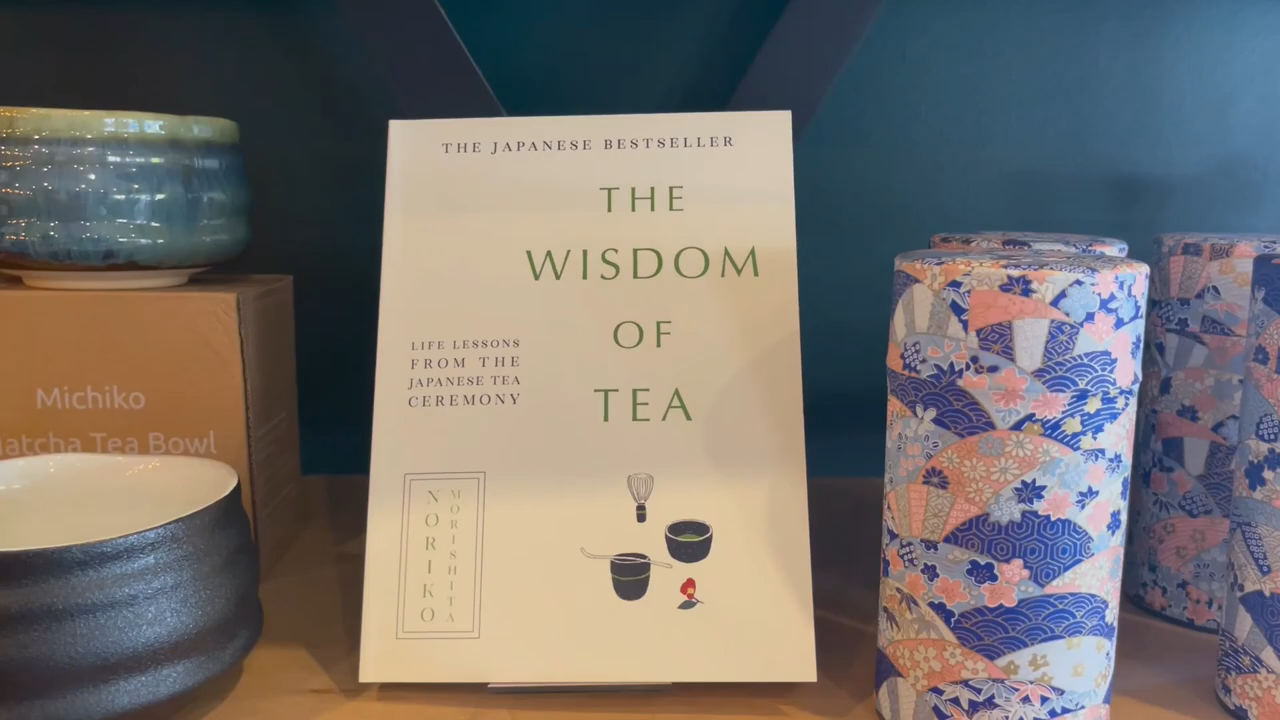 THE JAPANESE BESTSELLER
THE
WISDOM
OF
TEA
LIFE LESSONS
FROM THE
JAPANESE TEA
CEREMONY
NORIKO
MORISHITA
Michiko
Tea Bowl